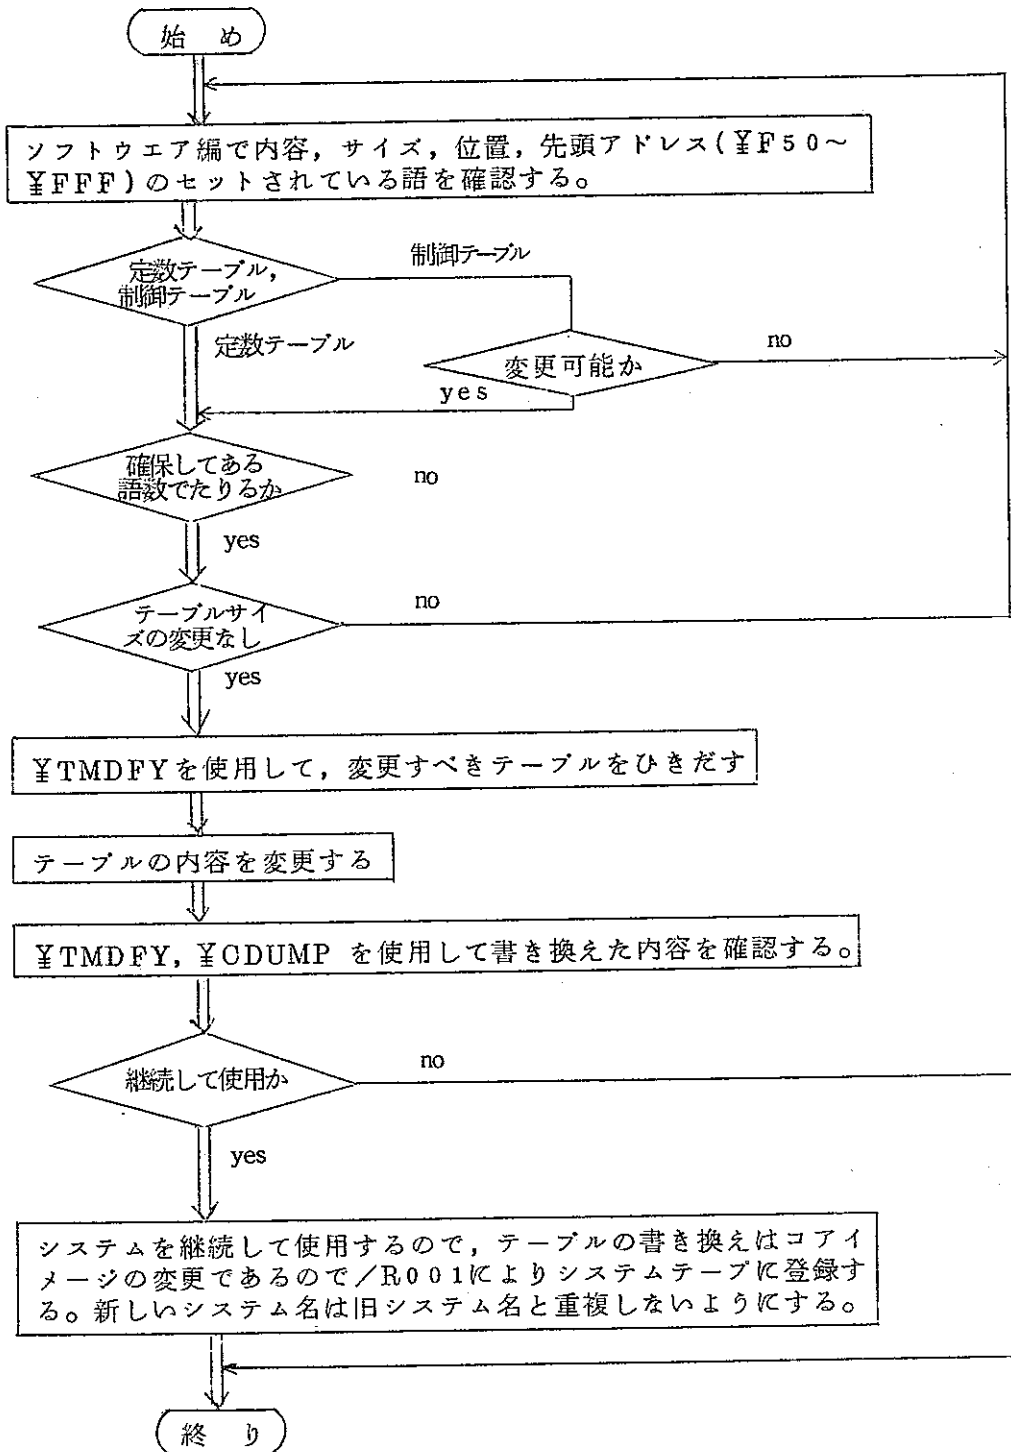 始 め
ソフトウエア編で内容,サイズ,位置,先頭アドレス(¥F50〜
¥FFF)のセットされている語を確認する。
定数テーブル,
制御テーブル
制御テーブル
定数テーブル
変更可能か
no
yes
確保してある
語数でたりるか
no
yes
テーブルサイ
ズの変更なし
no
yes
¥TMDFYを使用して,変更すべきテーブルをひきだす
テーブルの内容を変更する
¥TMDFY,¥CDUMP を使用して書き換えた内容を確認する。
継続して使用か
no
yes
システムを継続して使用するので,テーブルの書き換えはコアイ
メージの変更であるので/R001によりシステムテープに登録す
る。新しいシステム名は旧システム名と重複しないようにする。
終 り